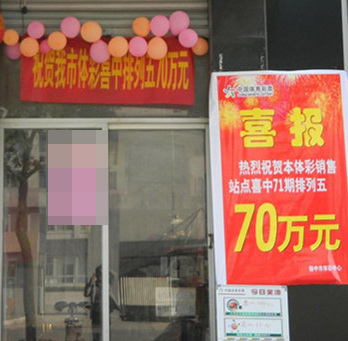 祝贺我市体彩喜中排列五70万元
中国体育彩票
喜报
热烈祝贺本体彩销售
站点喜中71期排列五
70万元